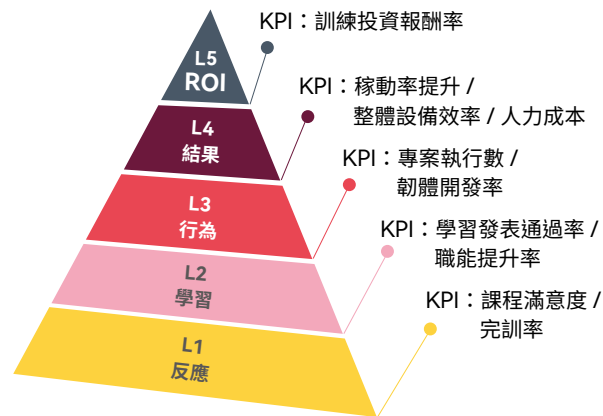 KPI：訓練投資報酬率
L5
ROI
KPI：稼動率提升 /
整體設備效率 / 人力成本
L4
結果
KPI：專案執行數 /
韌體開發率
L3
行為
KPI：學習發表通過率 /
職能提升率
L2
學習
KPI：課程滿意度 /
完訓率
L1
反應